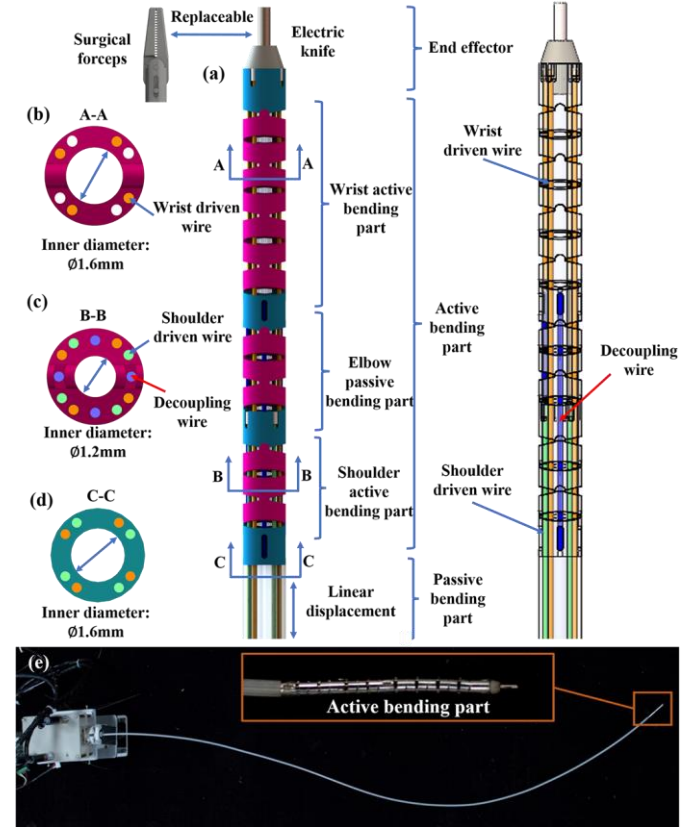 Replaceable
Surgical
forceps
Electric
knife
End effector
(a)
(b)
A-A
Wrist driven
wire
Inner diameter:
Ø1.6mm
A
A
Wrist active
bending
part
Wrist
driven wire
(c)
B-B
Shoulder
driven wire
Decoupling
wire
Inner diameter:
Ø1.2mm
Elbow
passive
bending part
Active
bending
part
Decoupling
wire
B
B
Shoulder
active
bending part
Shoulder
driven wire
(d)
C-C
Inner diameter:
Ø1.6mm
C
C
Linear
displacement
Passive
bending
part
(e)
Active bending part